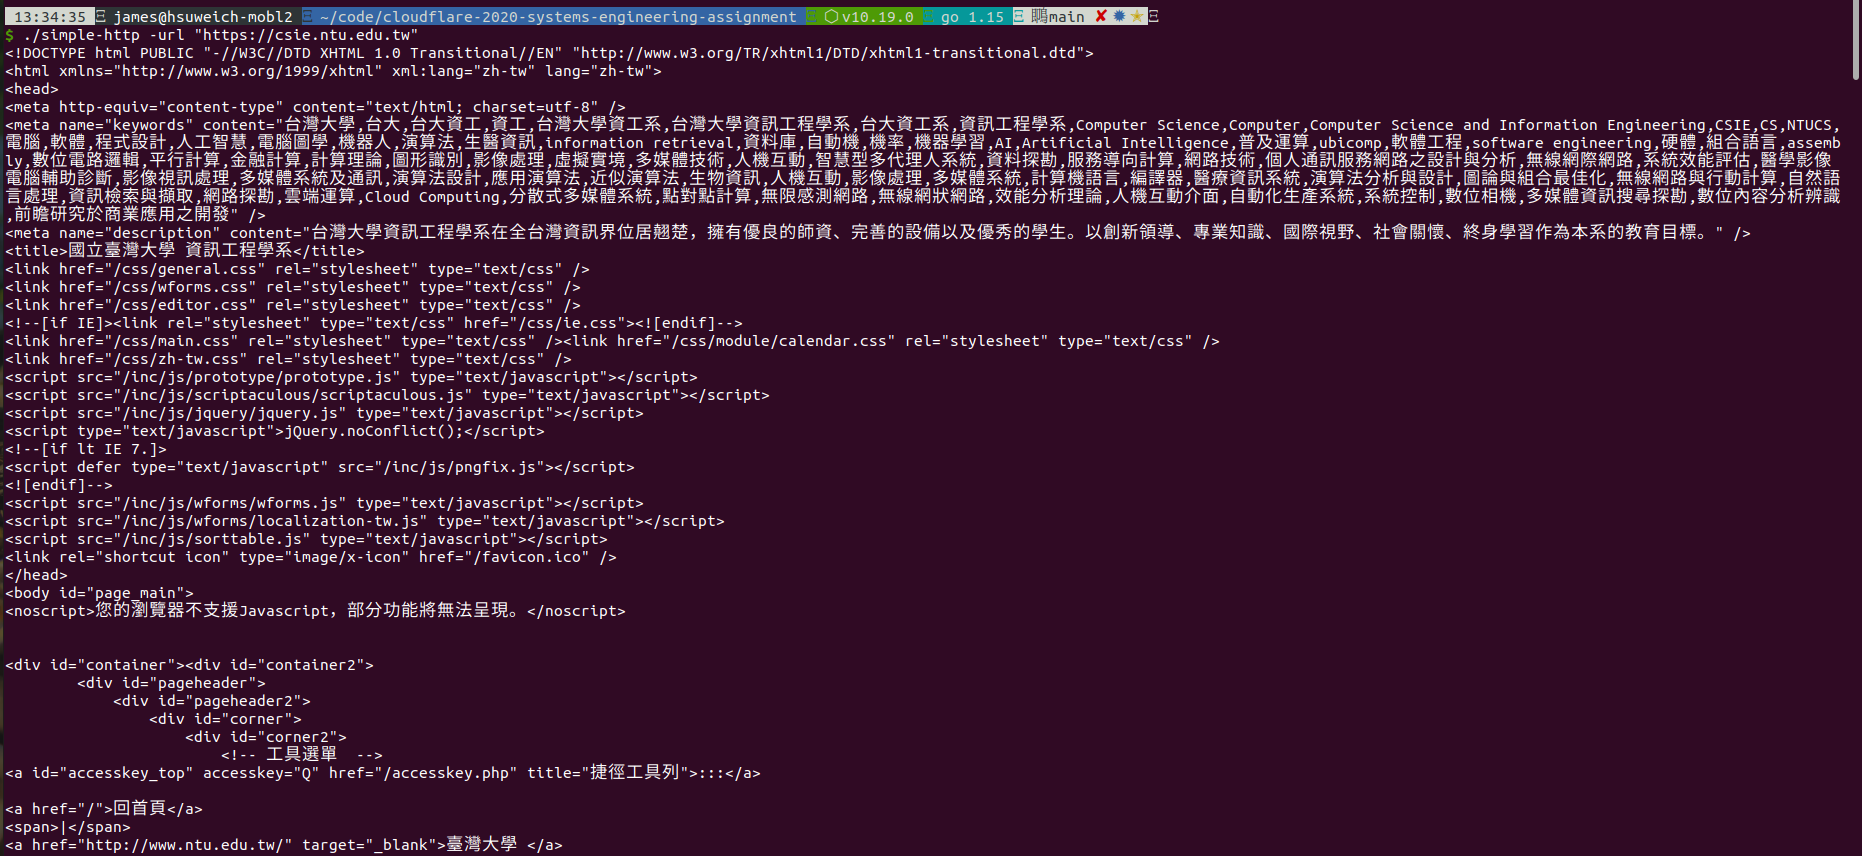 13:34:35 james@hsuweich-mobl2 ~/code/cloudflare-2020-systems-engineering-assignment v10.19.0 go 1.15 main ✘ ✹ ★
$ ./simple-http -url "https://csie.ntu.edu.tw"
<!DOCTYPE html PUBLIC "-//W3C//DTD XHTML 1.0 Transitional//EN" "http://www.w3.org/TR/xhtml1/DTD/xhtml1-transitional.dtd">
<html xmlns="http://www.w3.org/1999/xhtml" xml:lang="zh-tw" lang="zh-tw">
<head>
<meta http-equiv="content-type" content="text/html; charset=utf-8" />
<meta name="keywords" content="台灣大學,台大,台大資工,資工,台灣大學資工系,台灣大學資訊工程學系,台大資工系,資訊工程學系,Computer Science,Computer,Computer Science and Information Engineering,CSIE,CS,NTUCS,
電腦,軟體,程式設計,人工智慧,電腦圖學,機器人,演算法,生醫資訊,information retrieval,資料庫,自動機,機率,機器學習,AI,Artificial Intelligence,普及運算,ubicomp,軟體工程,software engineering,硬體,組合語言,assemb
ly,數位電路邏輯,平行計算,金融計算,計算理論,圖形識別,影像處理,虛擬實境,多媒體技術,人機互動,智慧型多代理人系統,資料探勘,服務導向計算,網路技術,個人通訊服務網路之設計與分析,無線網際網路,系統效能評估,醫學影像
電腦輔助診斷,影像視訊處理,多媒體系統及通訊,演算法設計,應用演算法,近似演算法,生物資訊,人機互動,影像處理,多媒體系統,計算機語言,編譯器,醫療資訊系統,演算法分析與設計,圖論與組合最佳化,無線網路與行動計算,自然語
言處理,資訊檢索與擷取,網路探勘,雲端運算,Cloud Computing,分散式多媒體系統,點對點計算,無限感測網路,無線網狀網路,效能分析理論,人機互動介面,自動化生產系統,系統控制,數位相機,多媒體資訊搜尋探勘,數位內容分析辨識
,前瞻研究於商業應用之開發" />
<meta name="description" content="台灣大學資訊工程學系在全台灣資訊界位居翹楚，擁有優良的師資、完善的設備以及優秀的學生。以創新領導、專業知識、國際視野、社會關懷、終身學習作為本系的教育目標。" />
<title>國立臺灣大學 資訊工程學系</title>
<link href="/css/general.css" rel="stylesheet" type="text/css" />
<link href="/css/wforms.css" rel="stylesheet" type="text/css" />
<link href="/css/editor.css" rel="stylesheet" type="text/css" />
<!--[if IE]><link rel="stylesheet" type="text/css" href="/css/ie.css"><![endif]-->
<link href="/css/main.css" rel="stylesheet" type="text/css" /><link href="/css/module/calendar.css" rel="stylesheet" type="text/css" />
<link href="/css/zh-tw.css" rel="stylesheet" type="text/css" />
<script src="/inc/js/prototype/prototype.js" type="text/javascript"></script>
<script src="/inc/js/scriptaculous/scriptaculous.js" type="text/javascript"></script>
<script src="/inc/js/jquery/jquery.js" type="text/javascript"></script>
<script type="text/javascript">jQuery.noConflict();</script>
<!--[if lt IE 7.]>
<script defer type="text/javascript" src="/inc/js/pngfix.js"></script>
<![endif]-->
<script src="/inc/js/wforms/wforms.js" type="text/javascript"></script>
<script src="/inc/js/wforms/localization-tw.js" type="text/javascript"></script>
<script src="/inc/js/sorttable.js" type="text/javascript"></script>
<link rel="shortcut icon" type="image/x-icon" href="/favicon.ico" />
</head>
<body id="page_main">
<noscript>您的瀏覽器不支援Javascript，部分功能將無法呈現。</noscript>
<div id="container"><div id="container2">
<div id="pageheader">
<div id="pageheader2">
<div id="corner">
<div id="corner2">
<!-- 工具選單  -->
<a id="accesskey_top" accesskey="Q" href="/accesskey.php" title="捷徑工具列">:::</a>
<a href="/">回首頁</a>
<span>|</span>
<a href="http://www.ntu.edu.tw/" target="_blank">臺灣大學 </a>